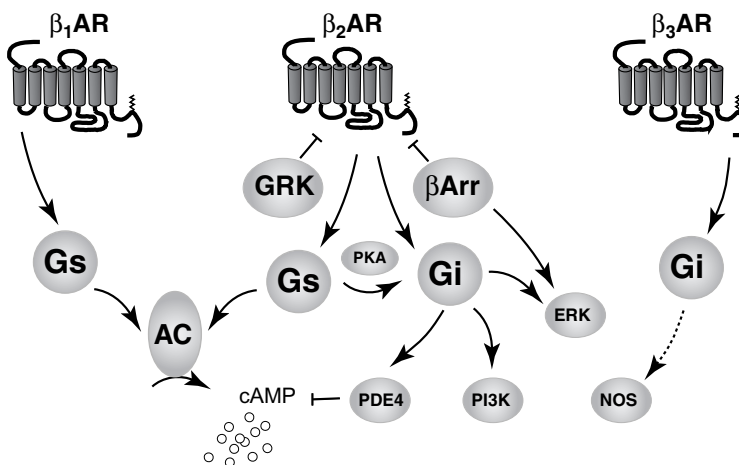 β₁AR
β₂AR
β₃AR
GRK
βArr
Gs
Gs
PKA
Gi
Gi
AC
ERK
cAMP
PDE4
PI3K
NOS